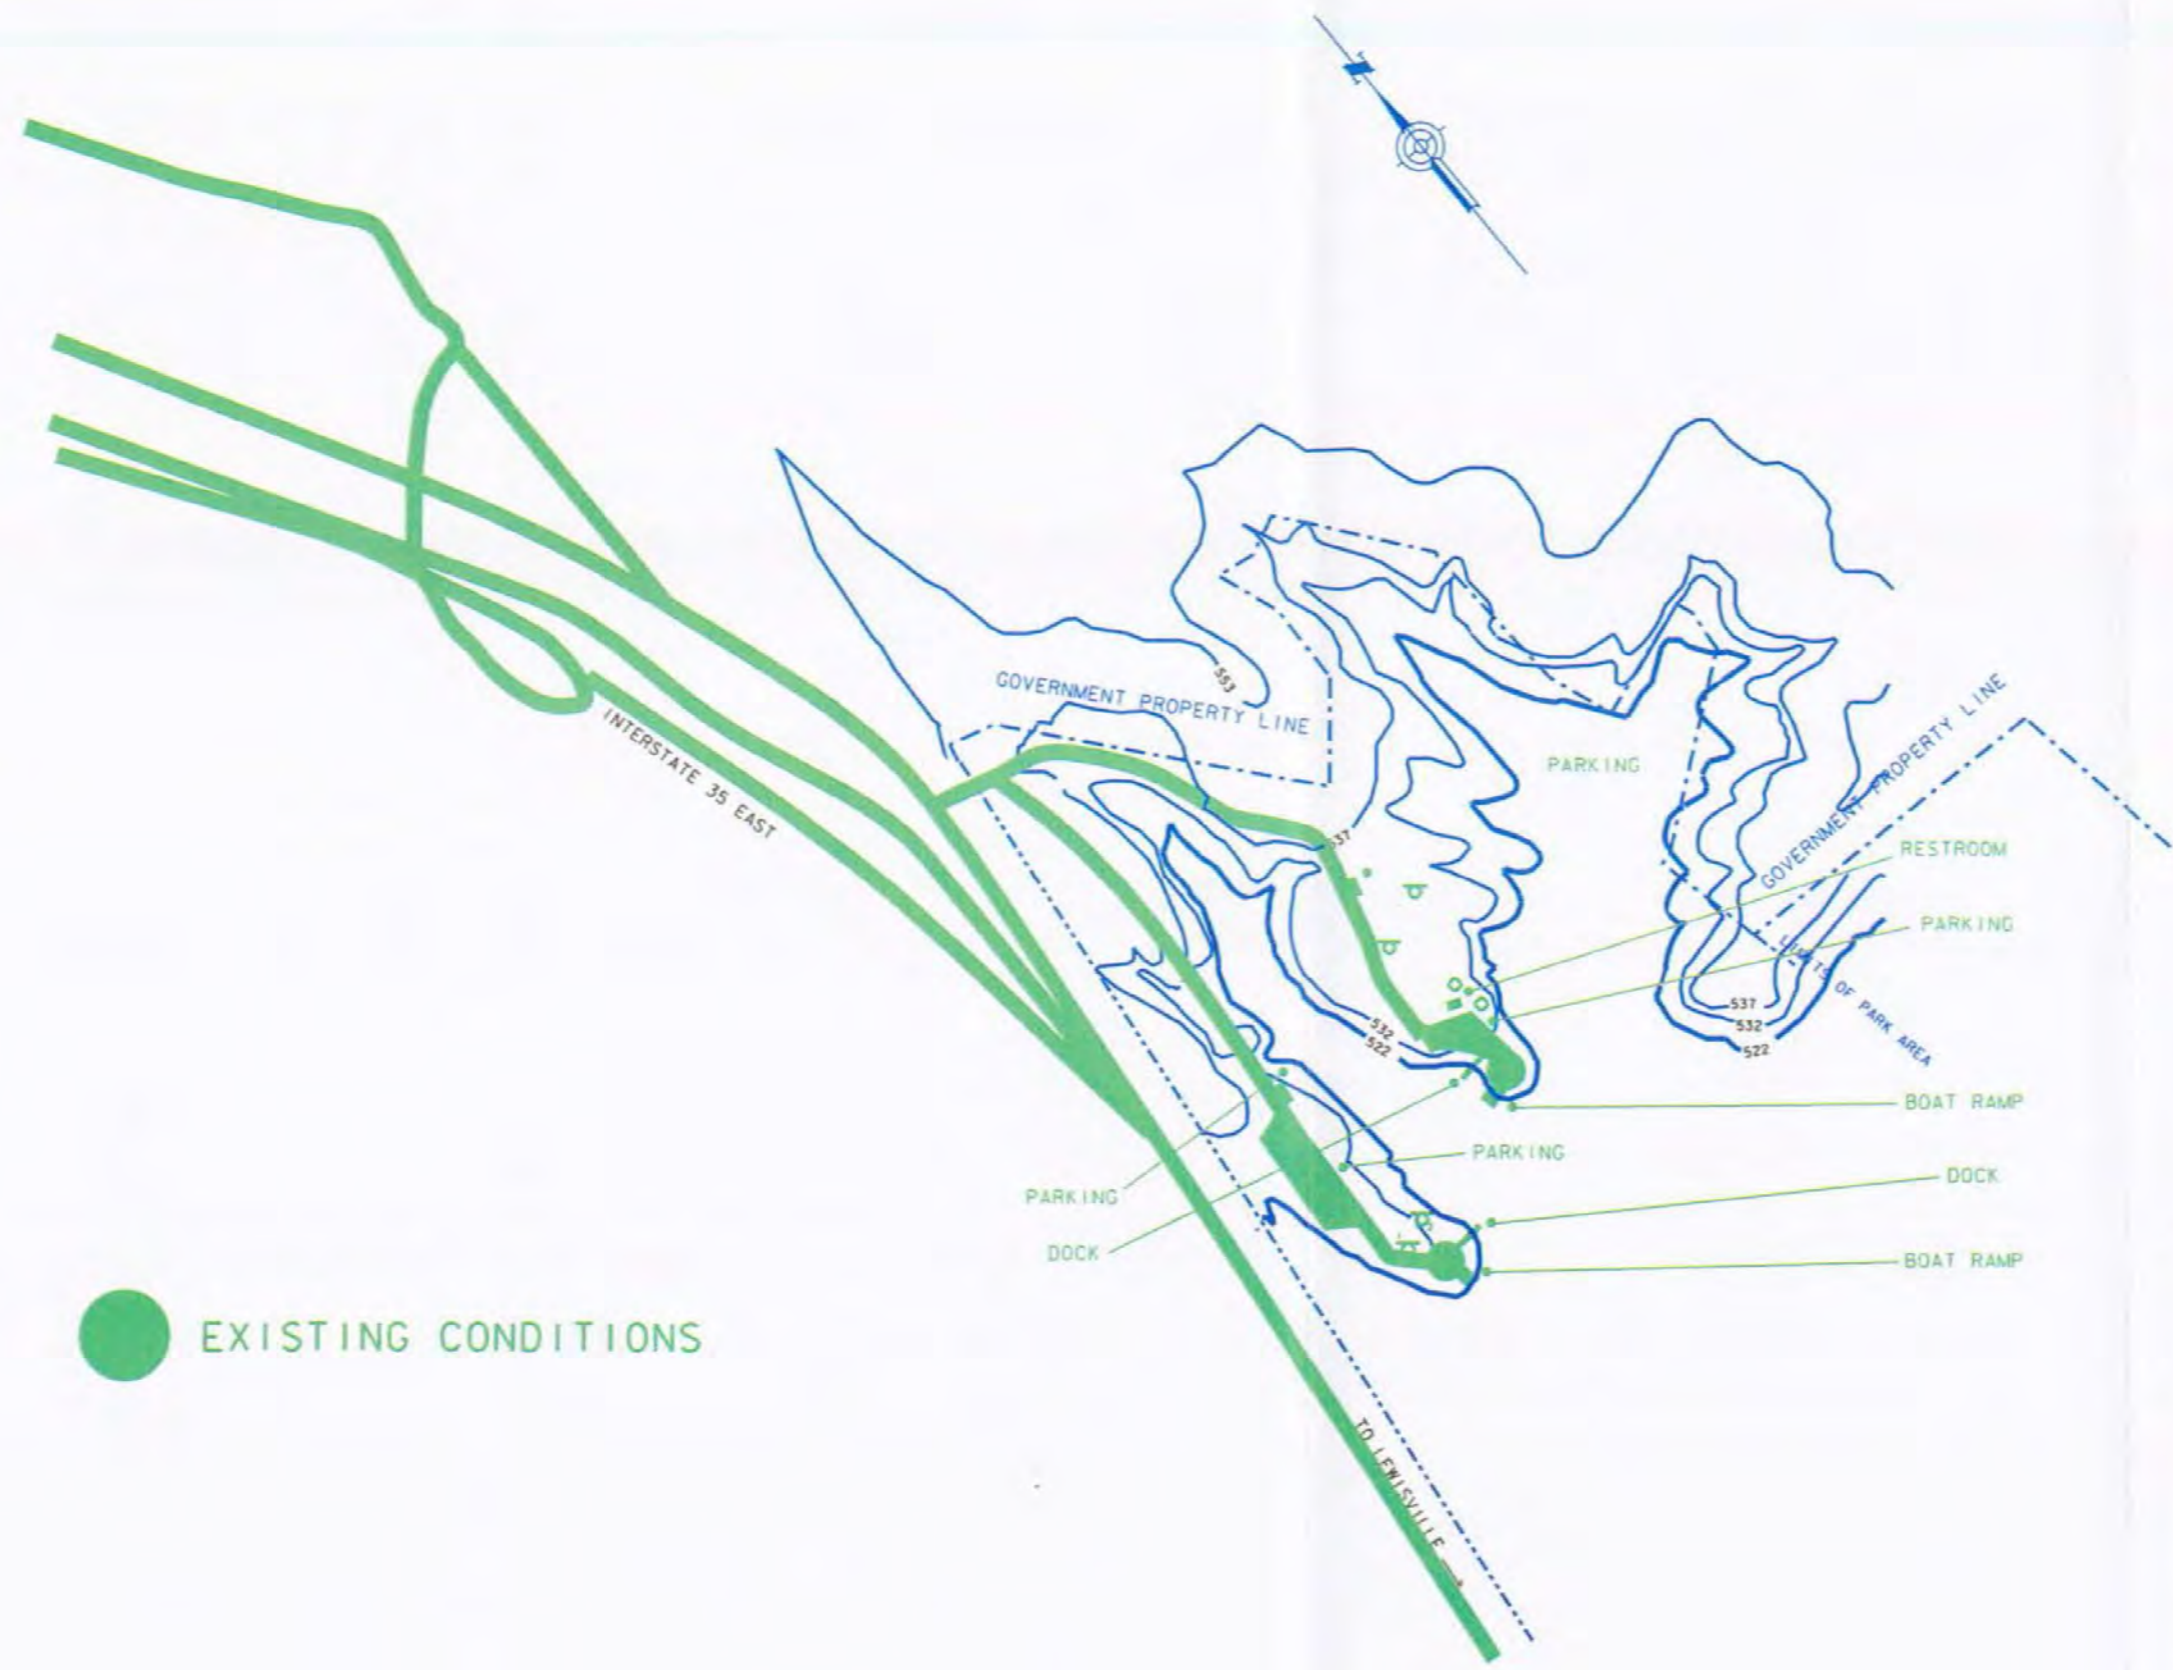 N
553
GOVERNMENT PROPERTY LINE
GOVERNMENT PROPERTY LINE
INTERSTATE 35 EAST
PARKING
537
RESTROOM
PARKING
LIMITS OF PARK AREA
537
532
522
532
522
BOAT RAMP
PARKING
DOCK
PARKING
DOCK
BOAT RAMP
EXISTING CONDITIONS
TO LEWISVILLE